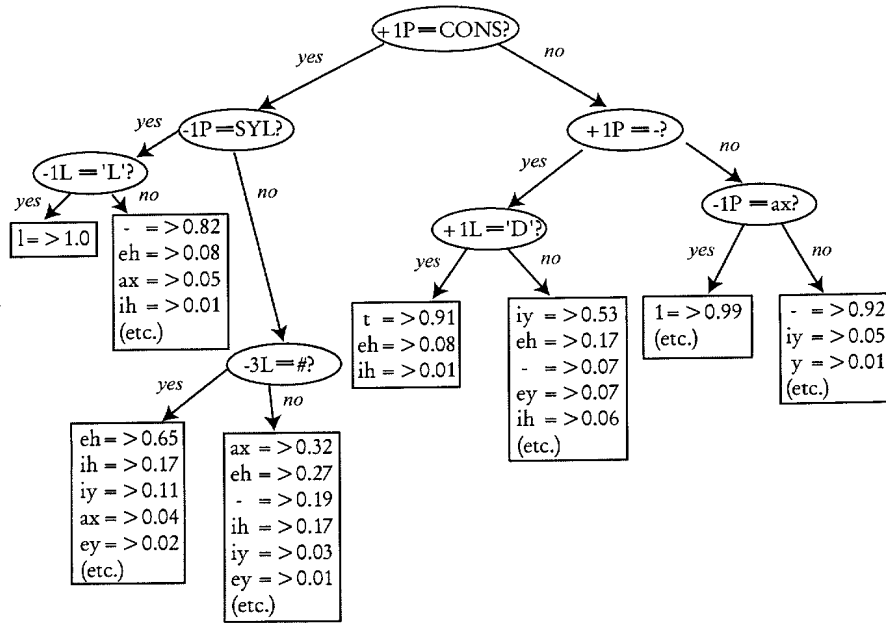 +1P=CONS?
yes
no
-1P=SYL?
+1P=-?
yes
no
yes
no
-1L='L'?
+1L='D'?
-1P=ax?
yes
no
yes
no
yes
no
l=>1.0
- =>0.82
eh=>0.08
ax=>0.05
ih=>0.01
(etc.)
-3L=#?
yes
no
eh=>0.65
ih=>0.17
iy=>0.11
ax=>0.04
ey=>0.02
(etc.)
ax=>0.32
eh=>0.27
- =>0.19
ih=>0.17
iy=>0.03
ey=>0.01
(etc.)
t =>0.91
eh=>0.08
ih=>0.01
iy=>0.53
eh=>0.17
- =>0.07
ey=>0.07
ih=>0.06
(etc.)
l=>0.99
(etc.)
- =>0.92
iy=>0.05
y =>0.01
(etc.)